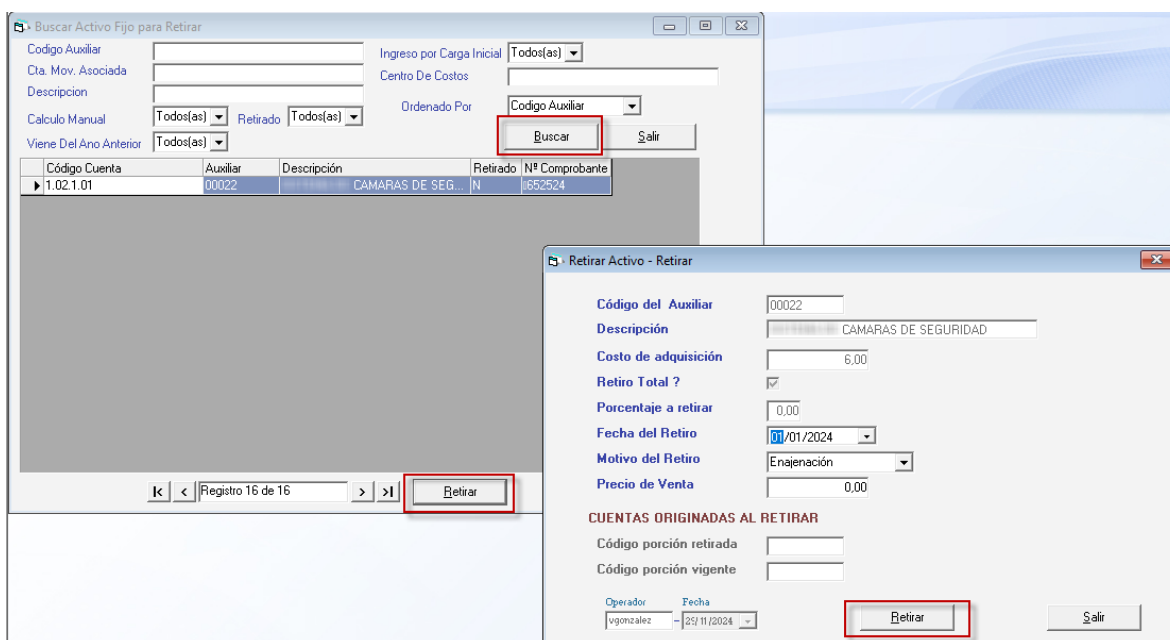 Buscar Activo Fijo para Retirar
Codigo Auxiliar
Ingreso por Carga Inicial Todos(as)
Cta. Mov. Asociada
Centro De Costos
Descripcion
Calculo Manual Todos(as) Retirado Todos(as)
Ordenado Por Codigo Auxiliar
Viene Del Ano Anterior Todos(as)
Buscar Salir
Código Cuenta Auxiliar Descripción Retirado Nº Comprobante
1.02.1.01 00022 CAMARAS DE SEG... N 652524
Registro 16 de 16
Retirar
Retirar Activo - Retirar
Código del Auxiliar 00022
Descripción CAMARAS DE SEGURIDAD
Costo de adquisición 6,00
Retiro Total ?
Porcentaje a retirar 0,00
Fecha del Retiro 01/01/2024
Motivo del Retiro Enajenación
Precio de Venta 0,00
CUENTAS ORIGINADAS AL RETIRAR
Código porción retirada
Código porción vigente
Operador Fecha
vgonzalez - 29/11/2024
Retirar Salir